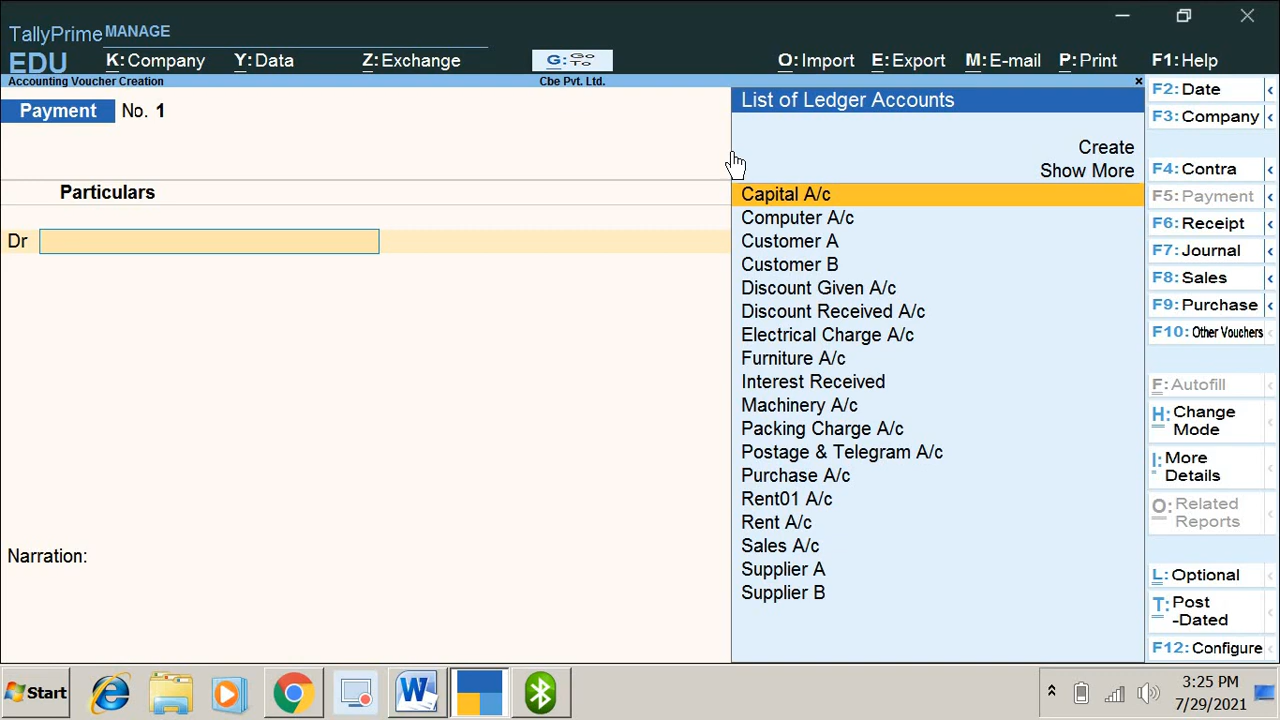 TallyPrime MANAGE
EDU K:Company Y:Data Z:Exchange G:Go To O:Import E:Export M:E-mail P:Print F1:Help
Accounting Voucher Creation Cbe Pvt. Ltd. ×
Payment No. 1
Particulars
Dr
Narration:
List of Ledger Accounts
Create
Show More
Capital A/c
Computer A/c
Customer A
Customer B
Discount Given A/c
Discount Received A/c
Electrical Charge A/c
Furniture A/c
Interest Received
Machinery A/c
Packing Charge A/c
Postage & Telegram A/c
Purchase A/c
Rent01 A/c
Rent A/c
Sales A/c
Supplier A
Supplier B
F2:Date
F3:Company
F4:Contra
F5:Payment
F6:Receipt
F7:Journal
F8:Sales
F9:Purchase
F10:Other Vouchers
F:Autofill
H:Change
Mode
I:More
Details
O:Related
Reports
L:Optional
T:Post
-Dated
F12:Configure
Start
3:25 PM
7/29/2021